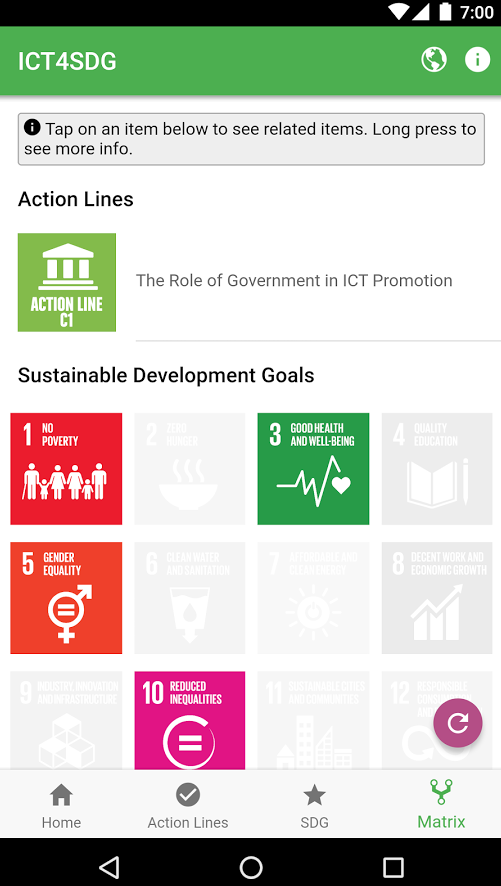 7:00
ICT4SDG
Tap on an item below to see related items. Long press to
see more info.
Action Lines
ACTION LINE
C1
The Role of Government in ICT Promotion
Sustainable Development Goals
1 NO
POVERTY
2 ZERO
HUNGER
3 GOOD HEALTH
AND WELL-BEING
4 QUALITY
EDUCATION
5 GENDER
EQUALITY
6 CLEAN WATER
AND SANITATION
7 AFFORDABLE AND
CLEAN ENERGY
8 DECENT WORK AND
ECONOMIC GROWTH
9 INDUSTRY, INNOVATION
AND INFRASTRUCTURE
10 REDUCED
INEQUALITIES
11 SUSTAINABLE CITIES
AND COMMUNITIES
12 RESPONSIBLE
Home
Action Lines
SDG
Matrix